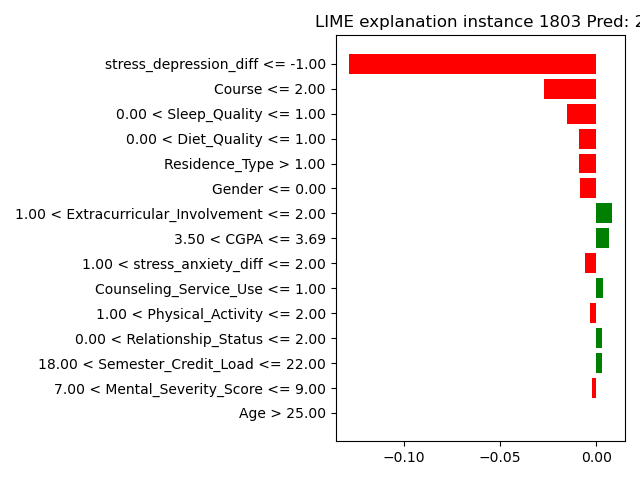 LIME explanation instance 1803 Pred: 2
stress_depression_diff <= -1.00
Course <= 2.00
0.00 < Sleep_Quality <= 1.00
0.00 < Diet_Quality <= 1.00
Residence_Type > 1.00
Gender <= 0.00
1.00 < Extracurricular_Involvement <= 2.00
3.50 < CGPA <= 3.69
1.00 < stress_anxiety_diff <= 2.00
Counseling_Service_Use <= 1.00
1.00 < Physical_Activity <= 2.00
0.00 < Relationship_Status <= 2.00
18.00 < Semester_Credit_Load <= 22.00
7.00 < Mental_Severity_Score <= 9.00
Age > 25.00
−0.10 −0.05 0.00